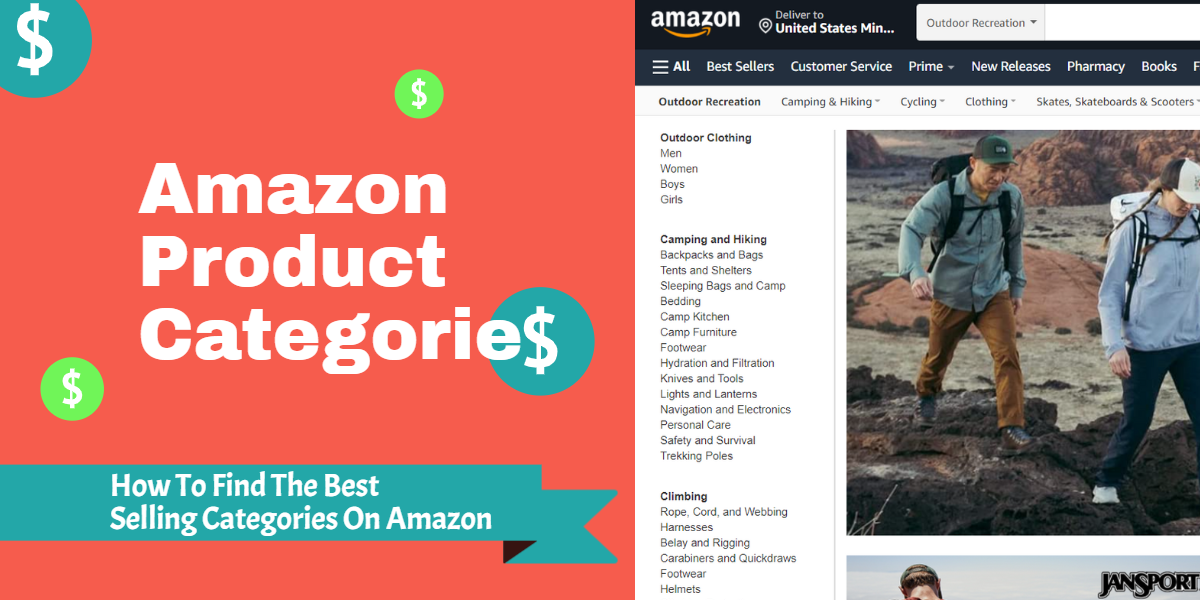 $
$
Amazon
Product
Categorie$
$
How To Find The Best
Selling Categories On Amazon
amazon
Deliver to
United States Min...
Outdoor Recreation
All Best Sellers Customer Service Prime New Releases Pharmacy Books F
Outdoor Recreation Camping & Hiking Cycling Clothing Skates, Skateboards & Scooters
Outdoor Clothing
Men
Women
Boys
Girls
Camping and Hiking
Backpacks and Bags
Tents and Shelters
Sleeping Bags and Camp
Bedding
Camp Kitchen
Camp Furniture
Footwear
Hydration and Filtration
Knives and Tools
Lights and Lanterns
Navigation and Electronics
Personal Care
Safety and Survival
Trekking Poles
Climbing
Rope, Cord, and Webbing
Harnesses
Belay and Rigging
Carabiners and Quickdraws
Footwear
Helmets
JANSPORT